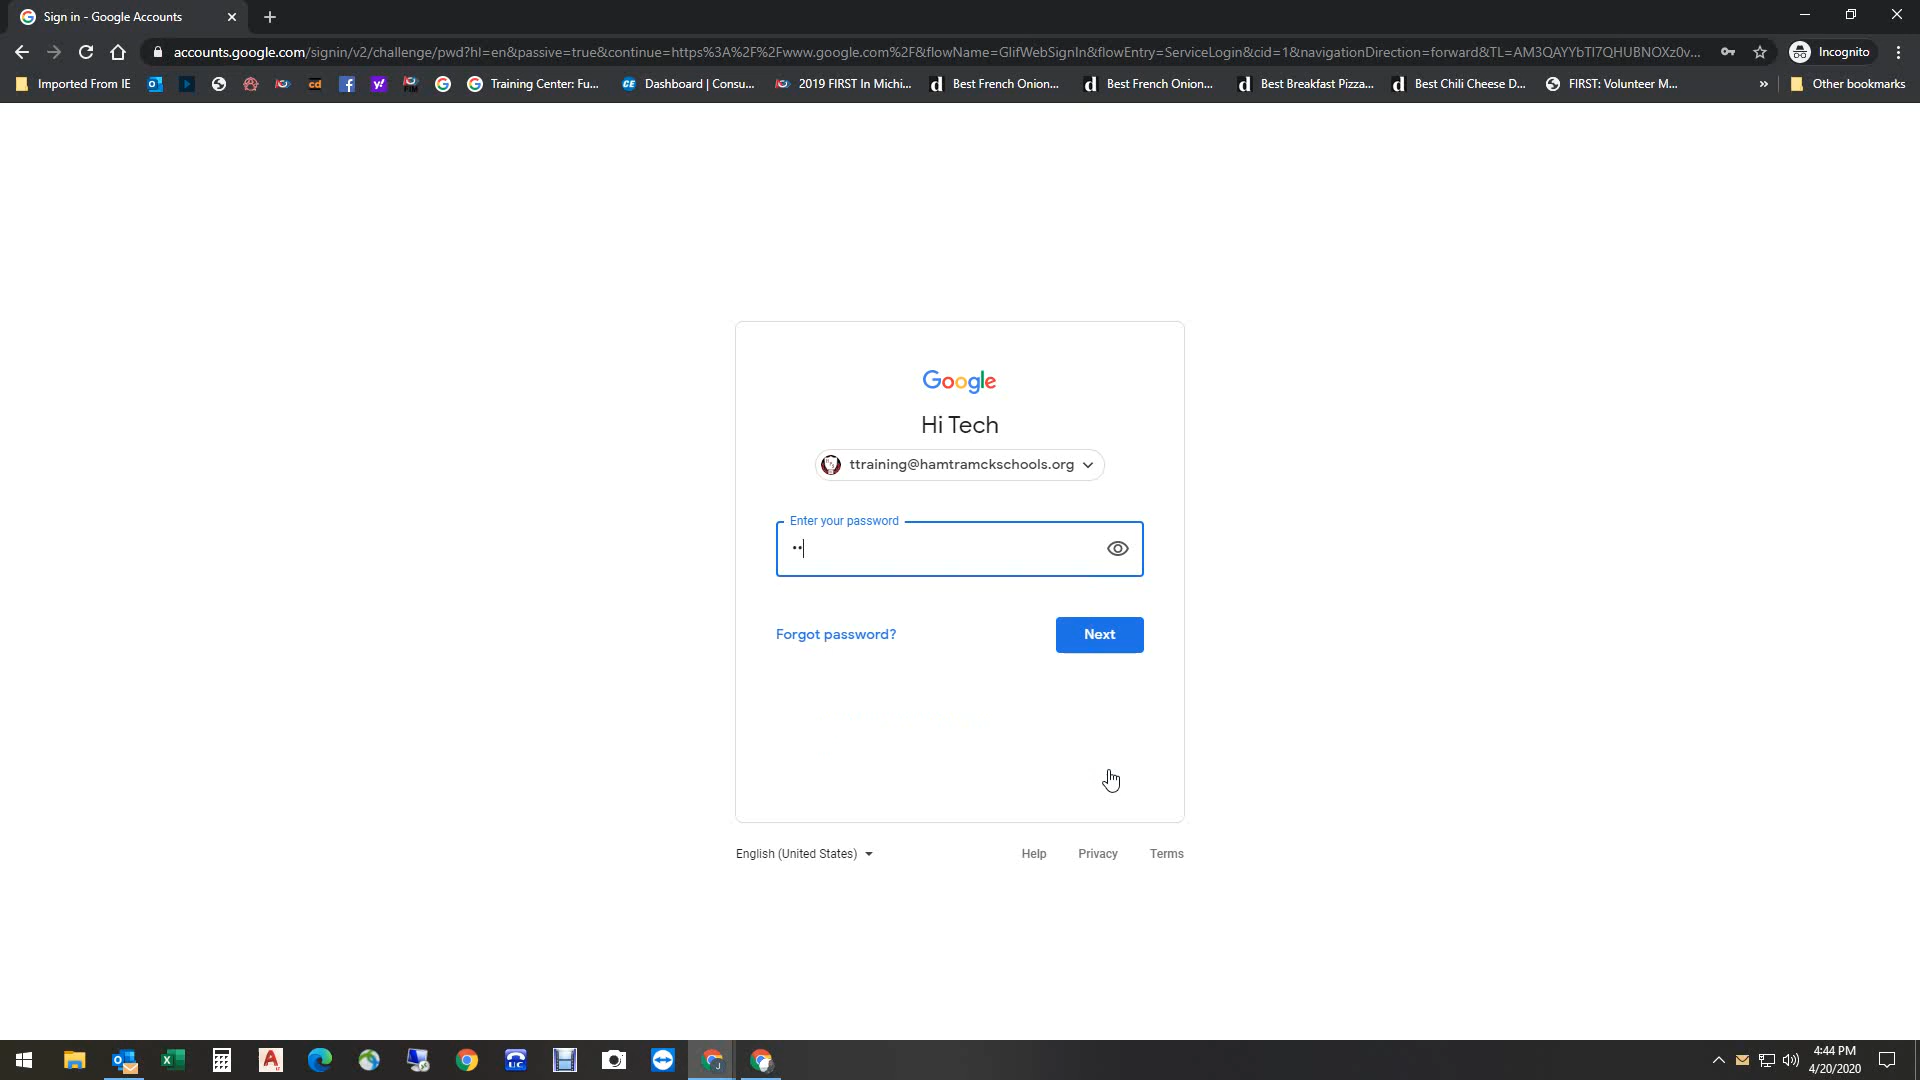 Sign in - Google Accounts
accounts.google.com/signin/v2/challenge/pwd?hl=en&passive=true&continue=https%3A%2F%2Fwww.google.com%2F&flowName=GlifWebSignIn&flowEntry=ServiceLogin&cid=1&navigationDirection=forward&TL=AM3QAYYbTl7QHUBNOXz0v...
Incognito
Imported From IE
Training Center: Fu...
Dashboard | Consu...
2019 FIRST In Michi...
Best French Onion...
Best French Onion...
Best Breakfast Pizza...
Best Chili Cheese D...
FIRST: Volunteer M...
»
Other bookmarks
Google
Hi Tech
ttraining@hamtramckschools.org
Enter your password
Forgot password?
Next
English (United States)
Help
Privacy
Terms
4:44 PM
4/20/2020